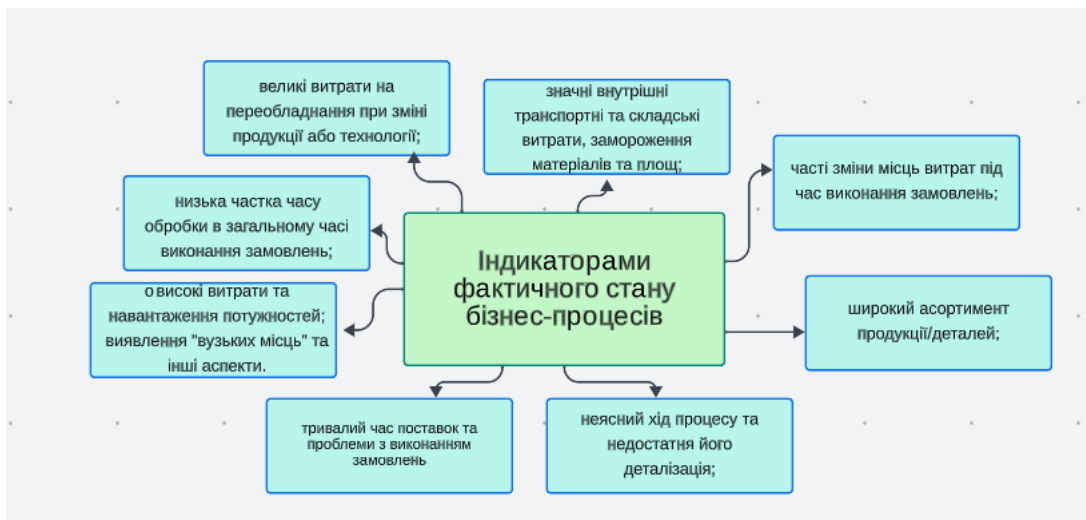 великі витрати на
переобладнання при зміні
продукції або технології;
значні внутрішні
транспортні та складські
витрати, замороження
матеріалів та площ;
часті зміни місць витрат під
час виконання замовлень;
низька частка часу
обробки в загальному часі
виконання замовлень;
Індикаторами
фактичного стану
бізнес-процесів
oвисокі витрати та
навантаження потужностей;
виявлення "вузьких місць" та
інші аспекти.
широкий асортимент
продукції/деталей;
тривалий час поставок та
проблеми з виконанням
замовлень
неясний хід процесу та
недостатня його
деталізація;